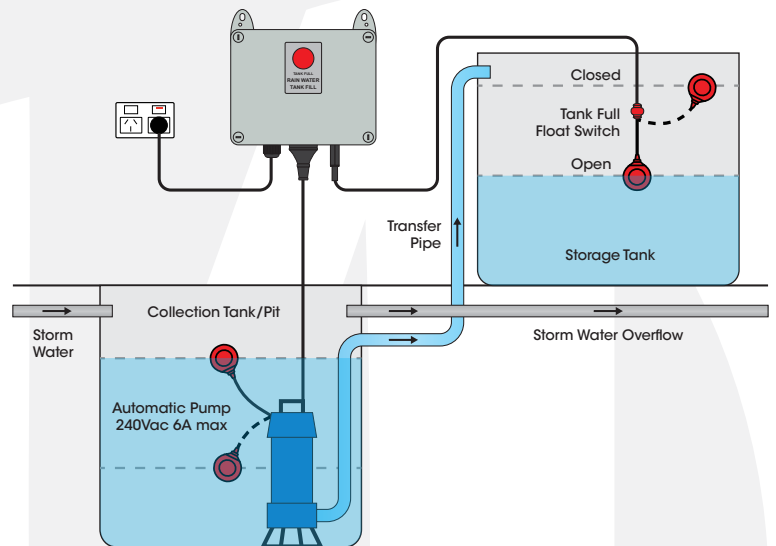 TANK FULL
RAIN WATER
TANK FILL
Closed
Tank Full
Float Switch
Open
Transfer
Pipe
Storage Tank
Collection Tank/Pit
Storm
Water
Storm Water Overflow
Automatic Pump
240Vac 6A max